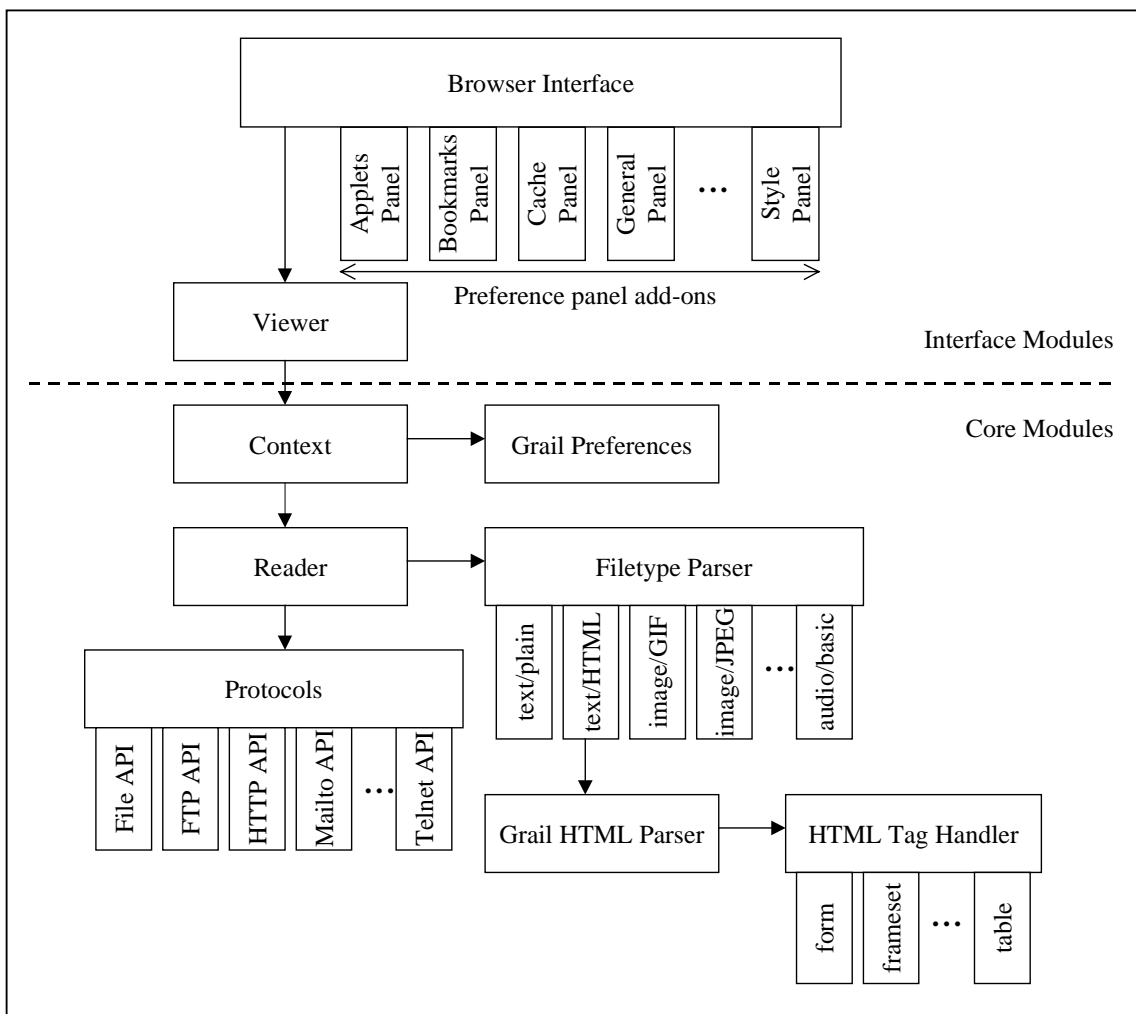 Browser Interface
Applets
Panel
Bookmarks
Panel
Cache
Panel
General
Panel
...
Style
Panel
Preference panel add-ons
Viewer
Interface Modules
Context
Grail Preferences
Core Modules
Reader
Filetype Parser
text/plain
text/HTML
image/GIF
image/JPEG
...
audio/basic
Protocols
File API
FTP API
HTTP API
Mailto API
...
Telnet API
Grail HTML Parser
HTML Tag Handler
form
frameset
...
table